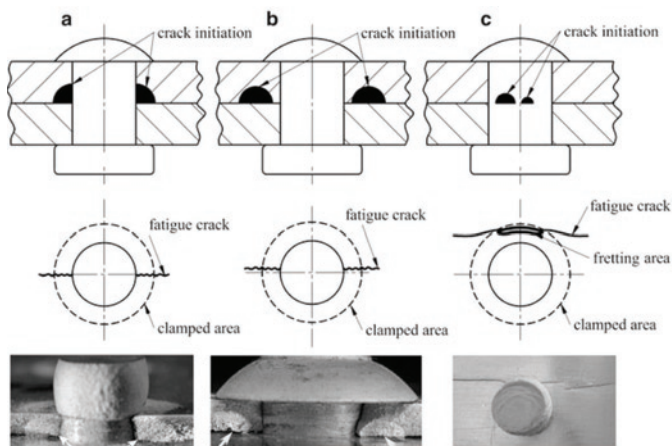 a
crack initiation
b
crack initiation
c
crack initiation
fatigue crack
clamped area
fatigue crack
clamped area
fatigue crack
fretting area
clamped area